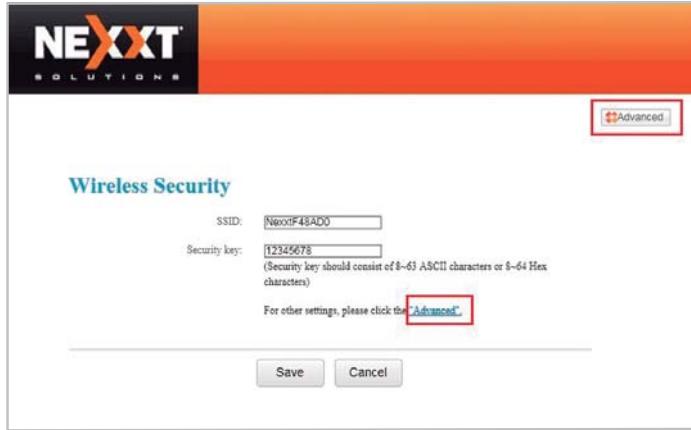 NEXXT
SOLUTIONS
Advanced
Wireless Security
SSID: NexxtF48AD0
Security key: 12345678
(Security key should consist of 8~63 ASCII characters or 8~64 Hex
characters)
For other settings, please click the "Advanced".
Save Cancel